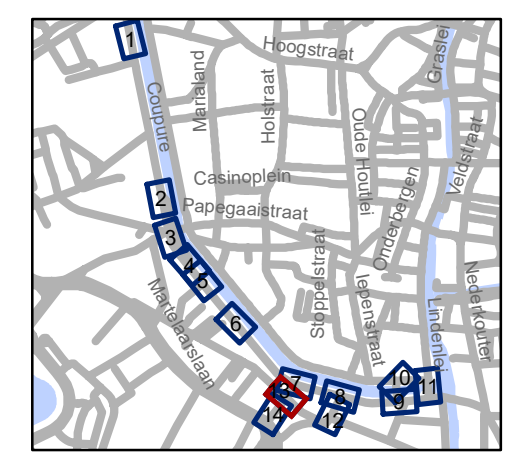 1
Hoogstraat
Graslei
Coupure
Marialand
Holstraat
Oude Houtlei
Veldstraat
Casinoplein
2
Papegaaistraat
Onderbergen
3
Stoppelstraat
5
Iepenstraat
Nederkouter
Martelaarslaan
6
Lindenlei
7
10
11
13
8
9
14
12